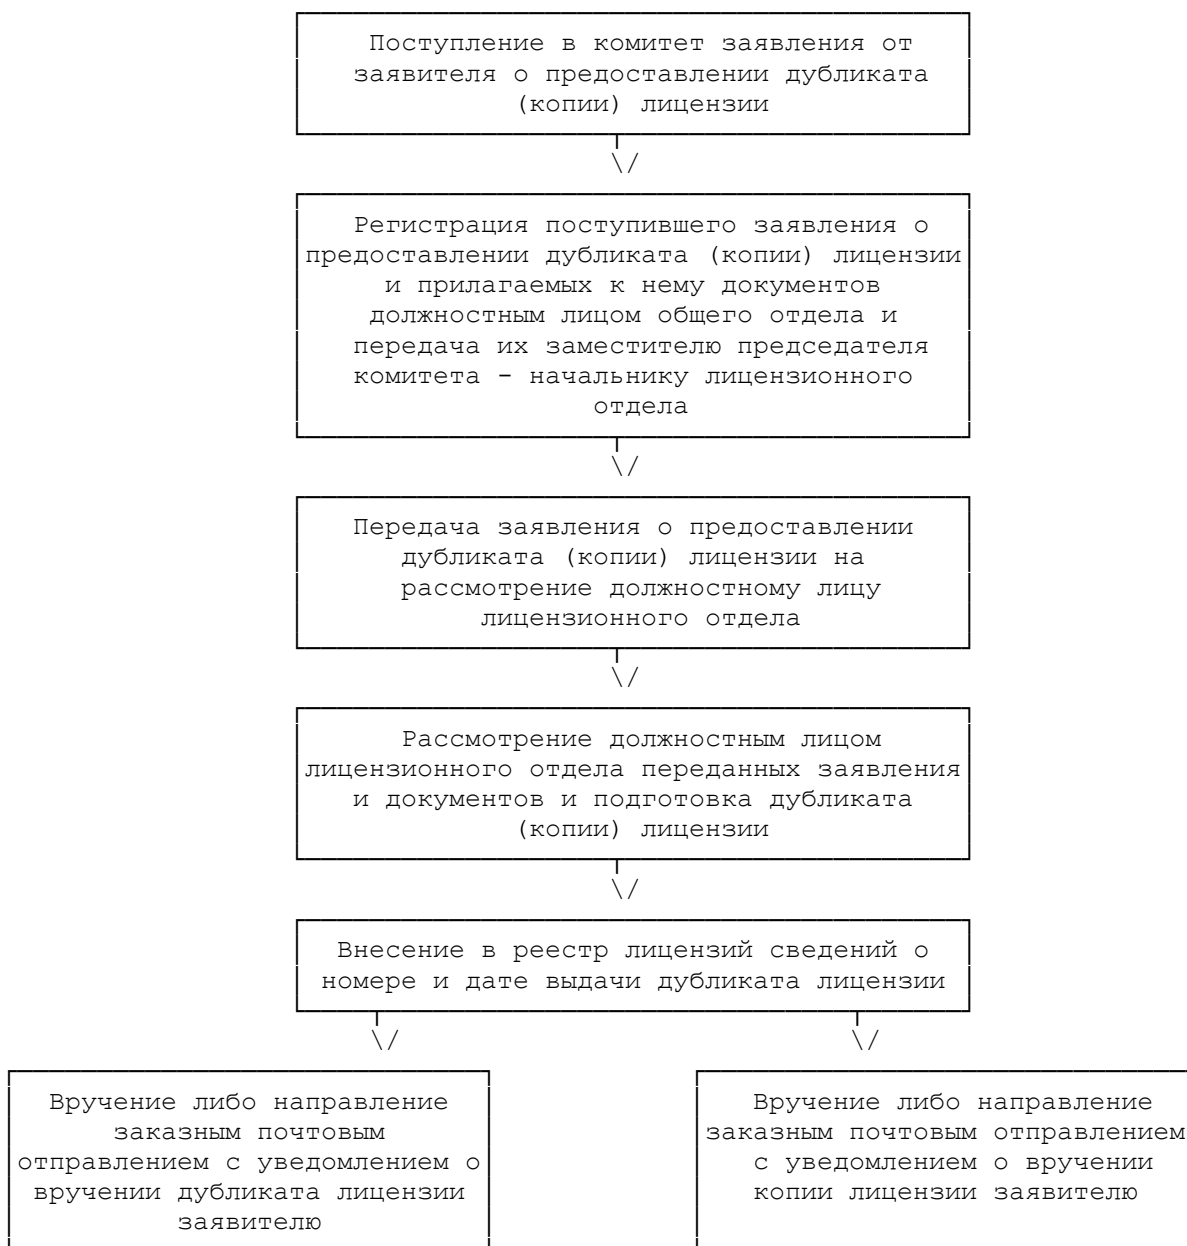 Поступление в комитет заявления от
заявителя о предоставлении дубликата
(копии) лицензии
\/
Регистрация поступившего заявления о
предоставлении дубликата (копии) лицензии
и прилагаемых к нему документов
должностным лицом общего отдела и
передача их заместителю председателя
комитета - начальнику лицензионного
отдела
\/
Передача заявления о предоставлении
дубликата (копии) лицензии на
рассмотрение должностному лицу
лицензионного отдела
\/
Рассмотрение должностным лицом
лицензионного отдела переданных заявления
и документов и подготовка дубликата
(копии) лицензии
\/
Внесение в реестр лицензий сведений о
номере и дате выдачи дубликата лицензии
\/
\/
Вручение либо направление
заказным почтовым
отправлением с уведомлением о
вручении дубликата лицензии
заявителю
Вручение либо направление
заказным почтовым отправлением
с уведомлением о вручении
копии лицензии заявителю